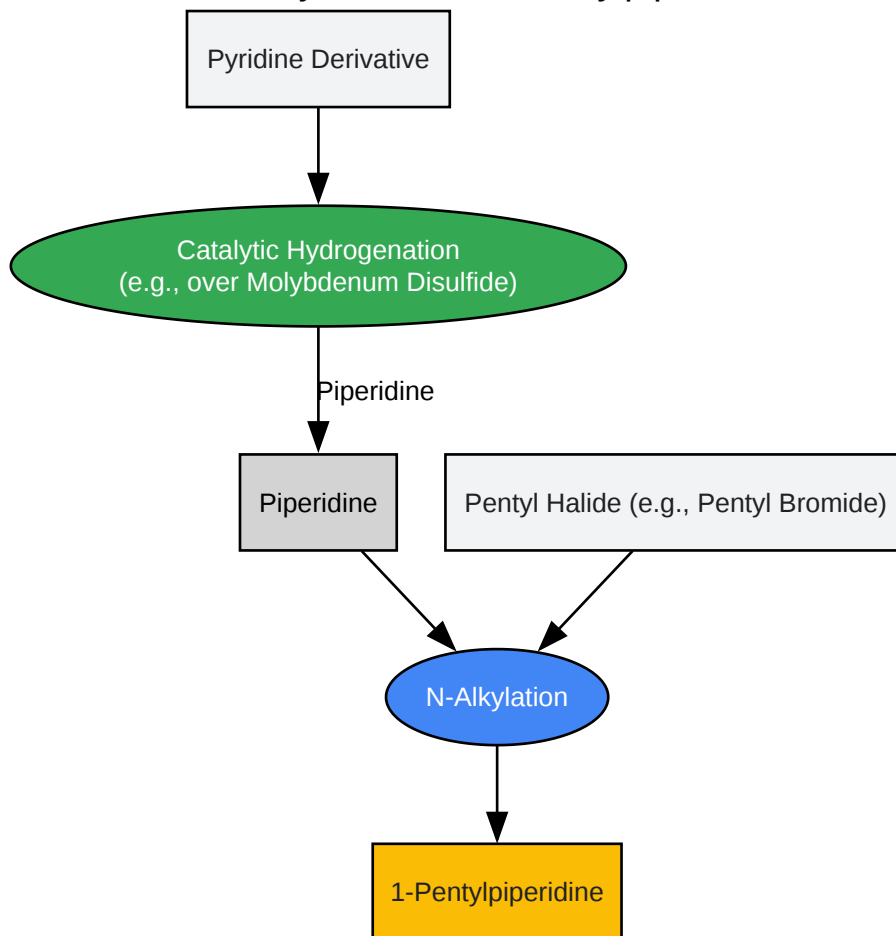 Pyridine Derivative
Catalytic Hydrogenation
(e.g., over Molybdenum Disulfide)
Piperidine
Piperidine
Pentyl Halide (e.g., Pentyl Bromide)
N-Alkylation
1-Pentylpiperidine